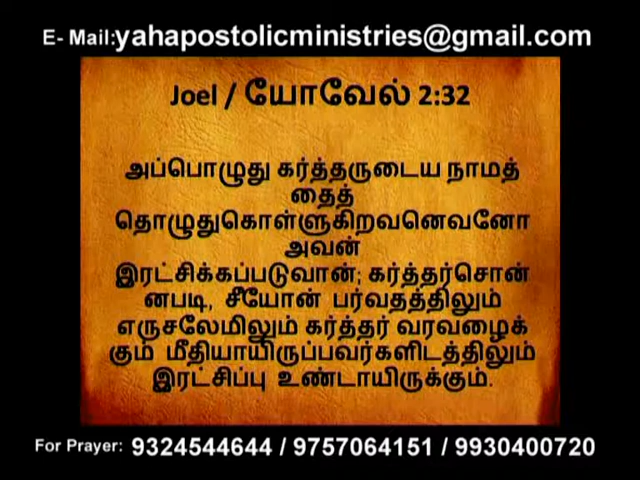 E- Mail:yahapostolicministries@gmail.com
Joel / யோவேல் 2:32
அப்பொழுது கர்த்தருடைய நாமத்
தைத்
தொழுதுகொள்ளுகிறவனெவனோ
அவன்
இரட்சிக்கப்படுவான்; கர்த்தர்சொன்
னபடி, சீயோன் பர்வதத்திலும்
எருசலேமிலும் கர்த்தர் வரவழைக்
கும் மீதியாயிருப்பவர்களிடத்திலும்
இரட்சிப்பு உண்டாயிருக்கும்.
For Prayer: 9324544644 / 9757064151 / 9930400720